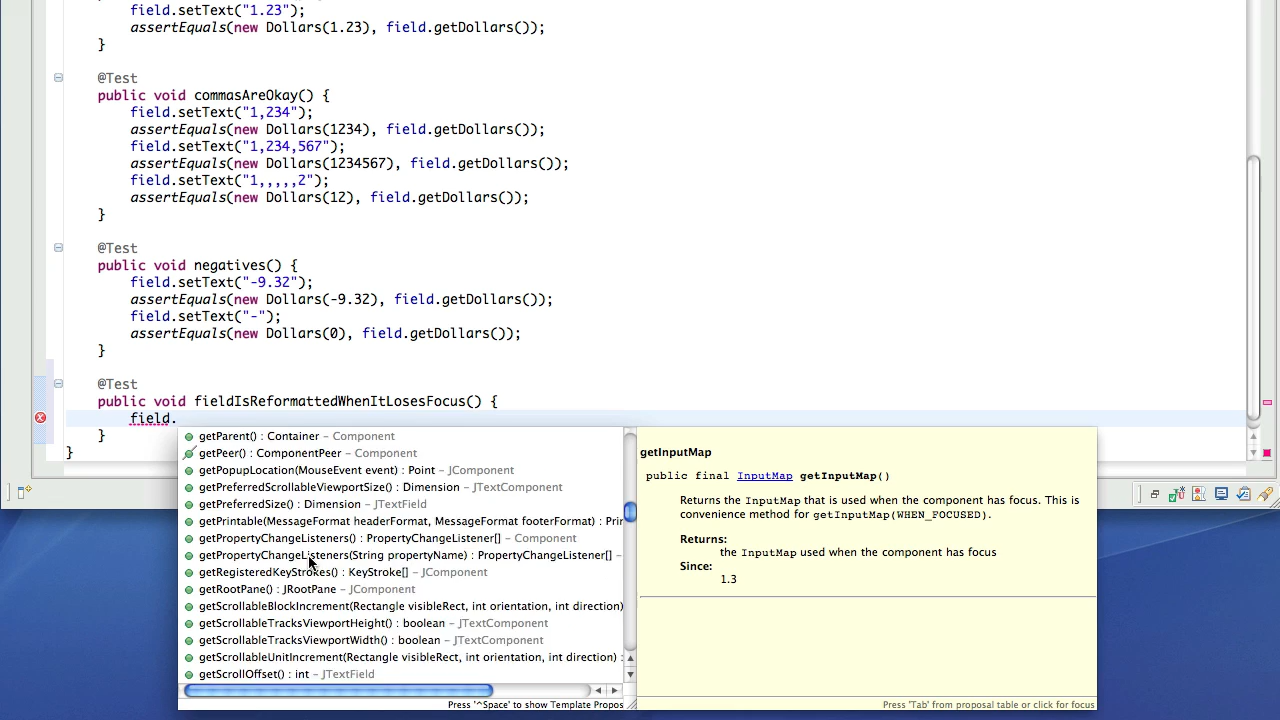 field.setText("1.23");
assertEquals(new Dollars(1.23), field.getDollars());
}
@Test
public void commasAreOkay() {
field.setText("1,234");
assertEquals(new Dollars(1234), field.getDollars());
field.setText("1,234,567");
assertEquals(new Dollars(1234567), field.getDollars());
field.setText("1,,,,,2");
assertEquals(new Dollars(12), field.getDollars());
}
@Test
public void negatives() {
field.setText("-9.32");
assertEquals(new Dollars(-9.32), field.getDollars());
field.setText("-");
assertEquals(new Dollars(0), field.getDollars());
}
@Test
public void fieldIsReformattedWhenItLosesFocus() {
field.
}
}
getParent() : Container – Component
getPeer() : ComponentPeer – Component
getPopupLocation(MouseEvent event) : Point – JComponent
getPreferredScrollableViewportSize() : Dimension – JTextComponent
getPreferredSize() : Dimension – JTextField
getPrintable(MessageFormat headerFormat, MessageFormat footerFormat) : Prin
getPropertyChangeListeners() : PropertyChangeListener[] – Component
getPropertyChangeListeners(String propertyName) : PropertyChangeListener[] –
getRegisteredKeyStrokes() : KeyStroke[] – JComponent
getRootPane() : JRootPane – JComponent
getScrollableBlockIncrement(Rectangle visibleRect, int orientation, int direction)
getScrollableTracksViewportHeight() : boolean – JTextComponent
getScrollableTracksViewportWidth() : boolean – JTextComponent
getScrollableUnitIncrement(Rectangle visibleRect, int orientation, int direction) :
getScrollOffset() : int – JTextField
Press '^Space' to show Template Propos
getInputMap
public final InputMap getInputMap()
Returns the InputMap that is used when the component has focus. This is
convenience method for getInputMap(WHEN_FOCUSED).
Returns:
the InputMap used when the component has focus
Since:
1.3
Press 'Tab' from proposal table or click for focus